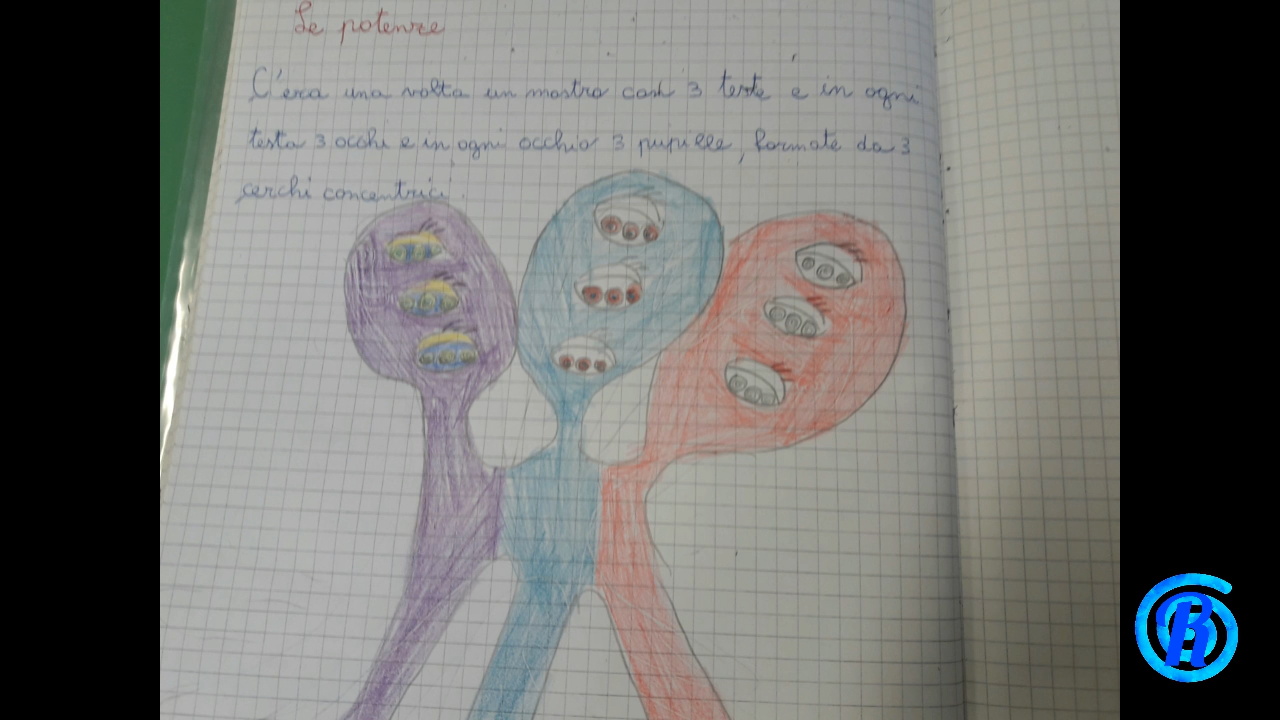 Le potenze
C'era una volta un mostro con 3 teste e in ogni
testa 3 occhi e in ogni occhio 3 pupille, formate da 3
cerchi concentrici.